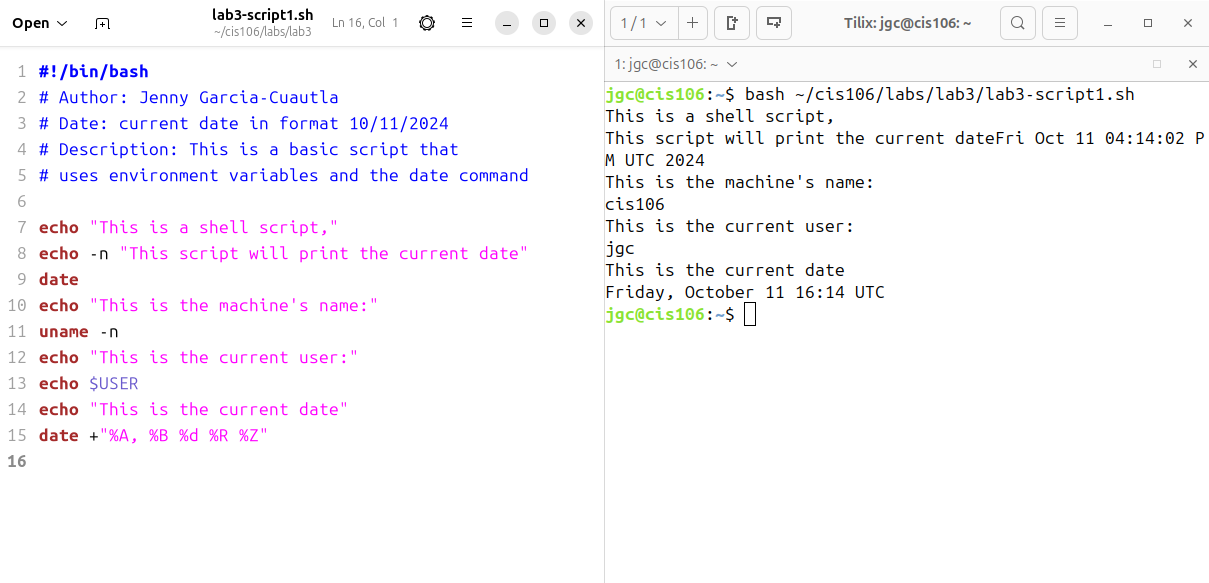 Open
lab3-script1.sh
~/cis106/labs/lab3
Ln 16, Col 1
1 #!/bin/bash
2 # Author: Jenny Garcia-Cuautla
3 # Date: current date in format 10/11/2024
4 # Description: This is a basic script that
5 # uses environment variables and the date command
6
7 echo "This is a shell script,"
8 echo -n "This script will print the current date"
9 date
10 echo "This is the machine's name:"
11 uname -n
12 echo "This is the current user:"
13 echo $USER
14 echo "This is the current date"
15 date +"%A, %B %d %R %Z"
16
1 / 1
Tilix: jgc@cis106: ~
1: jgc@cis106: ~
jgc@cis106:~$ bash ~/cis106/labs/lab3/lab3-script1.sh
This is a shell script,
This script will print the current dateFri Oct 11 04:14:02 P
M UTC 2024
This is the machine's name:
cis106
This is the current user:
jgc
This is the current date
Friday, October 11 16:14 UTC
jgc@cis106:~$